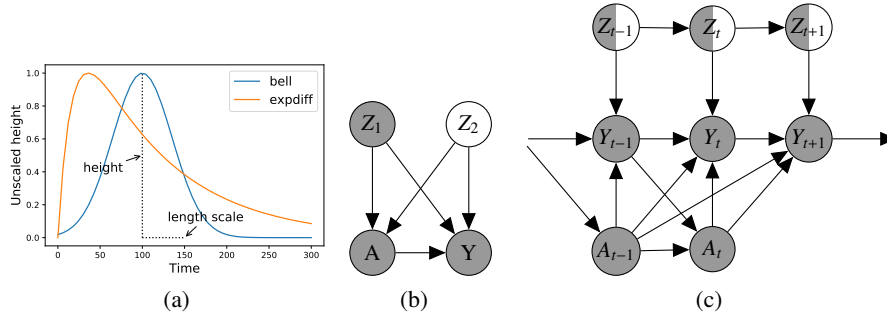 bell
expdiff
Unscaled height
1.0
0.8
0.6
0.4
0.2
0.0
height
length scale
0
50
100
150
200
250
300
Time
(a)
Z1
Z2
A
Y
(b)
Zt−1
Zt
Zt+1
Yt−1
Yt
Yt+1
At−1
At
(c)